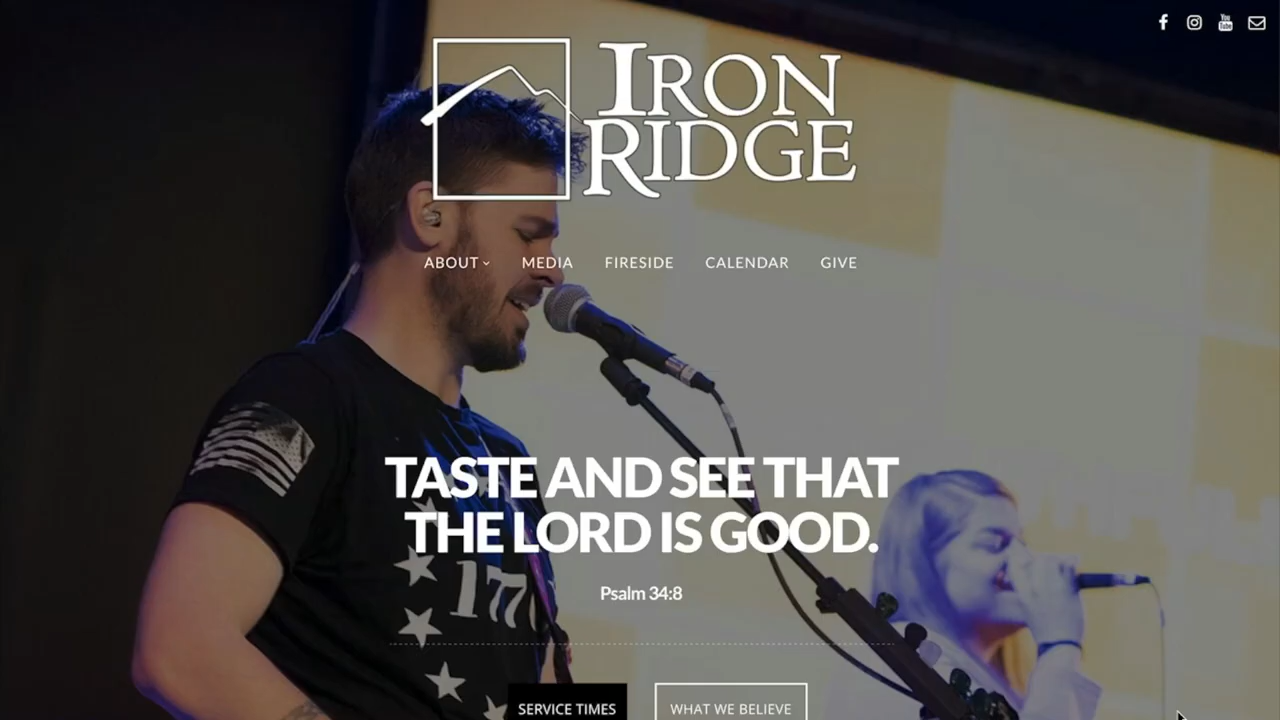 IRON
RIDGE
ABOUT MEDIA FIRESIDE CALENDAR GIVE
TASTE AND SEE THAT
THE LORD IS GOOD.
177
Psalm 34:8
SERVICE TIMES WHAT WE BELIEVE